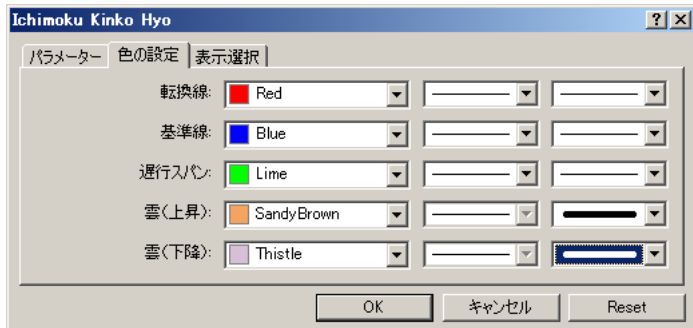 Ichimoku Kinko Hyo
パラメーター 色の設定 表示選択
転換線: Red
基準線: Blue
遅行スパン: Lime
雲(上昇): SandyBrown
雲(下降): Thistle
OK キャンセル Reset